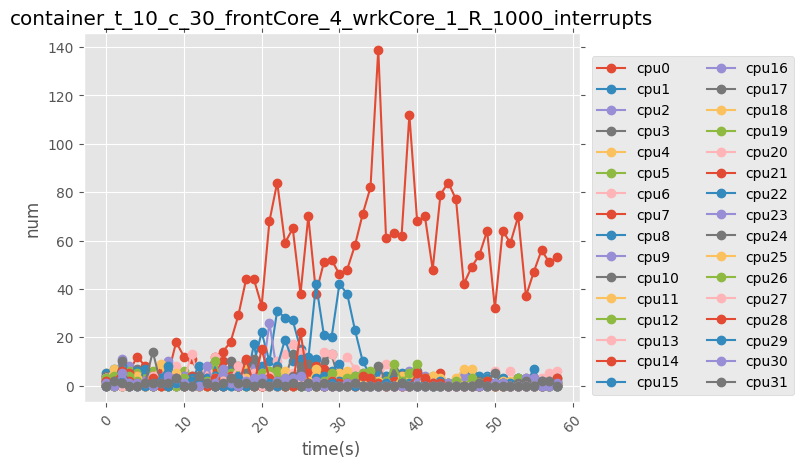 container_t_10_c_30_frontCore_4_wrkCore_1_R_1000_interrupts
140
120
100
80
60
40
20
0
num
0 10 20 30 40 50 60
time(s)
cpu0
cpu1
cpu2
cpu3
cpu4
cpu5
cpu6
cpu7
cpu8
cpu9
cpu10
cpu11
cpu12
cpu13
cpu14
cpu15
cpu16
cpu17
cpu18
cpu19
cpu20
cpu21
cpu22
cpu23
cpu24
cpu25
cpu26
cpu27
cpu28
cpu29
cpu30
cpu31